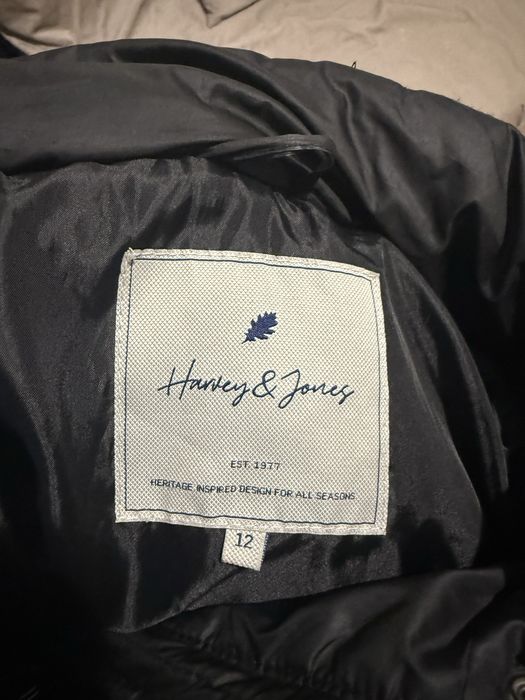 Harvey & Jones
EST. 1977
HERITAGE INSPIRED DESIGN FOR ALL SEASONS
12